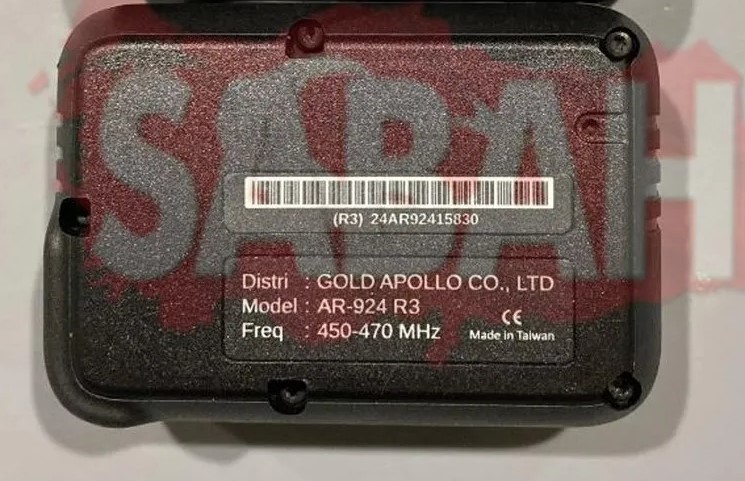 SABAH
(R3) 24AR92415830
Distri : GOLD APOLLO CO., LTD
Model : AR-924 R3
Freq : 450-470 MHz
CE
Made in Taiwan